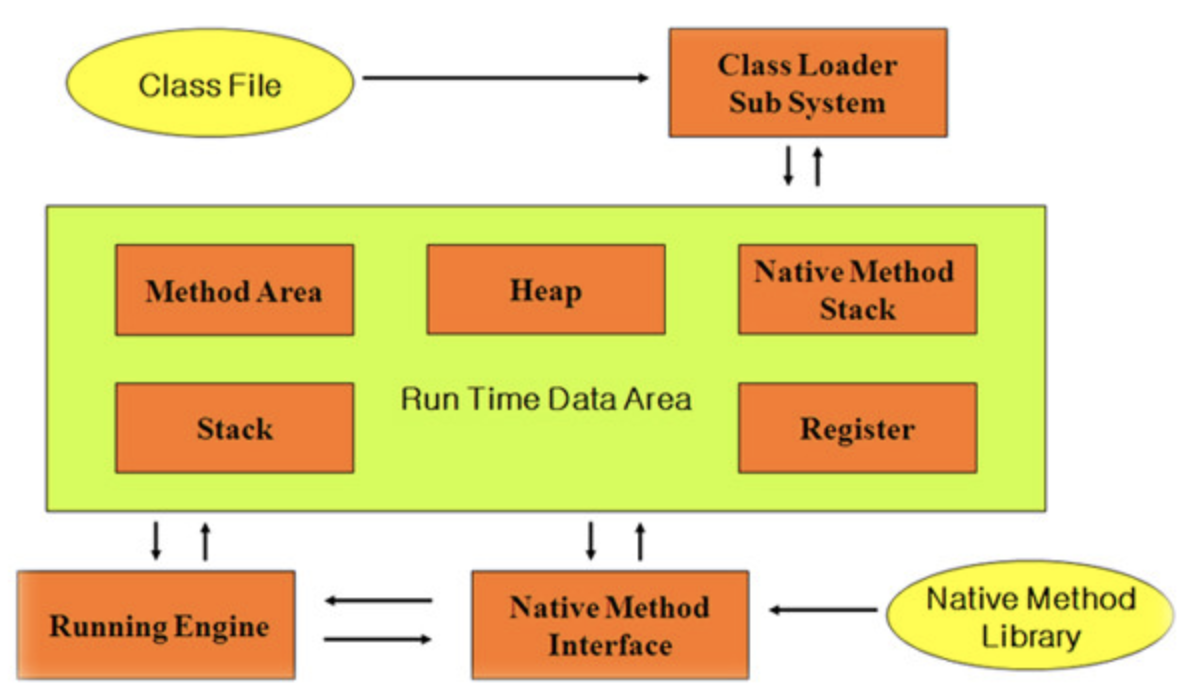 Class File
Class Loader
Sub System
Method Area
Heap
Native Method
Stack
Run Time Data Area
Stack
Register
Running Engine
Native Method
Interface
Native Method
Library